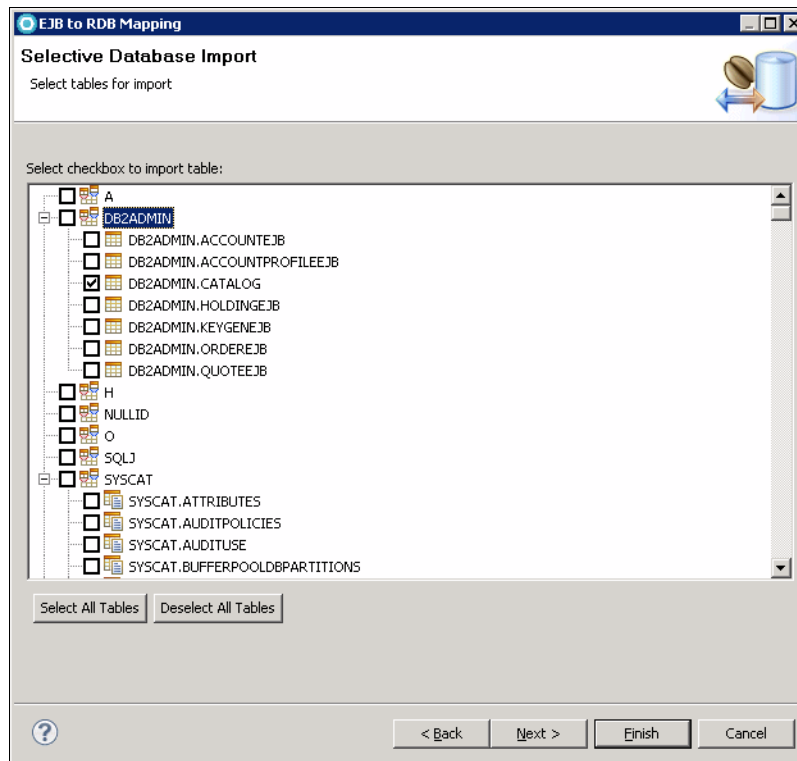 EJB to RDB Mapping
Selective Database Import
Select tables for import
Select checkbox to import table:
A
DB2ADMIN
DB2ADMIN.ACCOUNTEJB
DB2ADMIN.ACCOUNTPROFILEEJB
DB2ADMIN.CATALOG
DB2ADMIN.HOLDINGEJB
DB2ADMIN.KEYGENEJB
DB2ADMIN.ORDEREJB
DB2ADMIN.QUOTEEJB
H
NULLID
O
SQLJ
SYSCAT
SYSCAT.ATTRIBUTES
SYSCAT.AUDITPOLICIES
SYSCAT.AUDITUSE
SYSCAT.BUFFERPOOLDBPARTITIONS
Select All Tables Deselect All Tables
? < Back Next > Finish Cancel